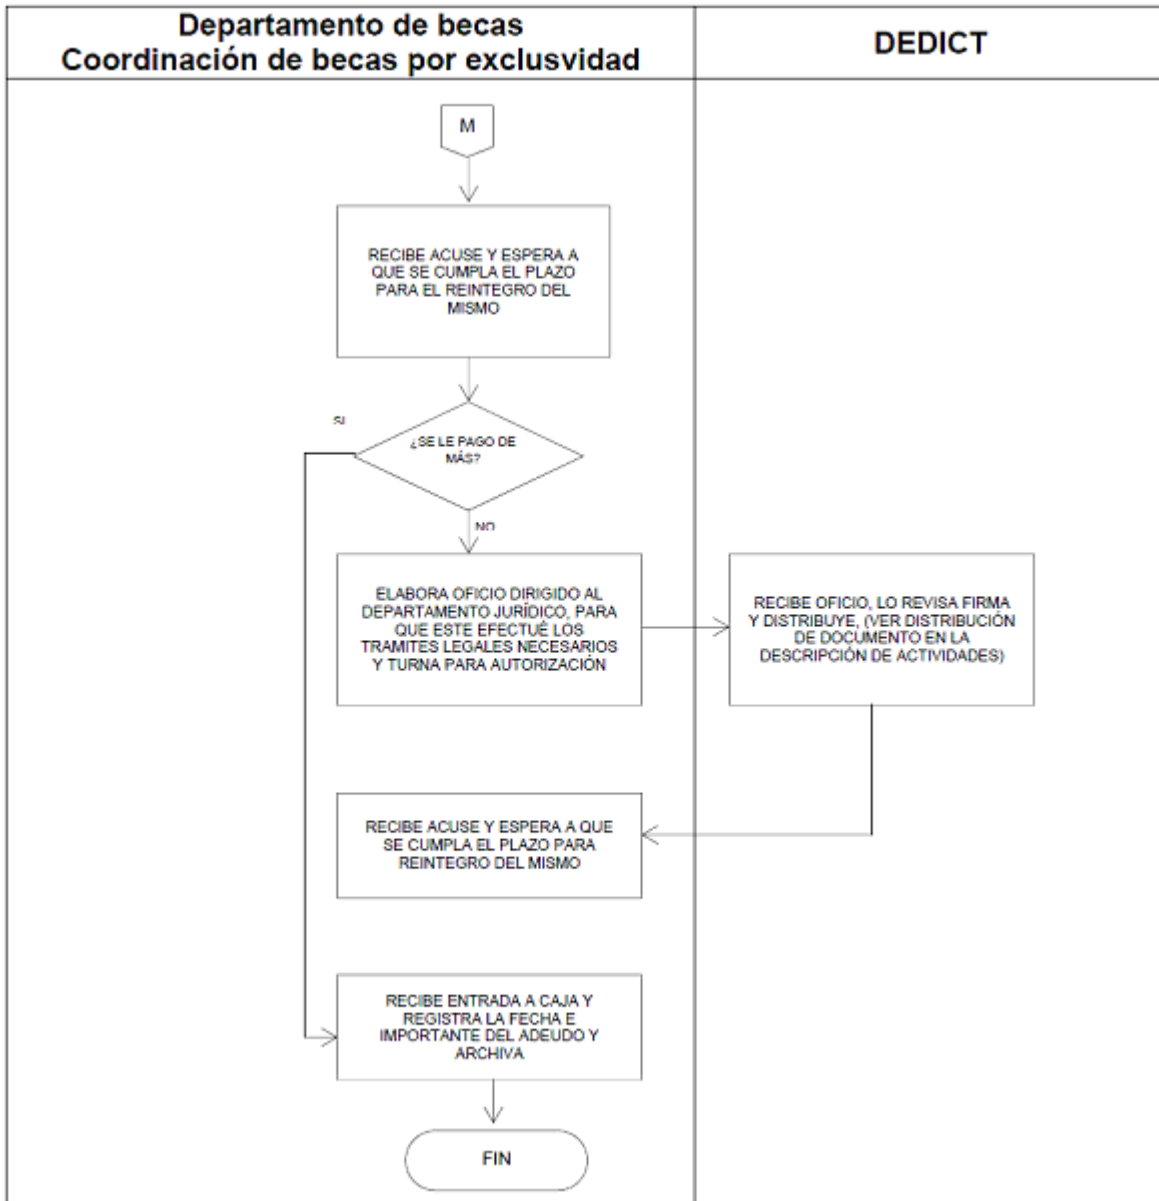 Departamento de becas
Coordinación de becas por exclusvidad
DEDICT
M
RECIBE ACUSE Y ESPERA A
QUE SE CUMPLA EL PLAZO
PARA EL REINTEGRO DEL
MISMO
SI
¿SE LE PAGO DE
MÁS?
NO
ELABORA OFICIO DIRIGIDO AL
DEPARTAMENTO JURÍDICO, PARA
QUE ESTE EFECTUÉ LOS
TRAMITES LEGALES NECESARIOS
Y TURNA PARA AUTORIZACIÓN
RECIBE OFICIO, LO REVISA FIRMA
Y DISTRIBUYE, (VER DISTRIBUCIÓN
DE DOCUMENTO EN LA
DESCRIPCIÓN DE ACTIVIDADES)
RECIBE ACUSE Y ESPERA A QUE
SE CUMPLA EL PLAZO PARA
REINTEGRO DEL MISMO
RECIBE ENTRADA A CAJA Y
REGISTRA LA FECHA E
IMPORTANTE DEL ADEUDO Y
ARCHIVA
FIN